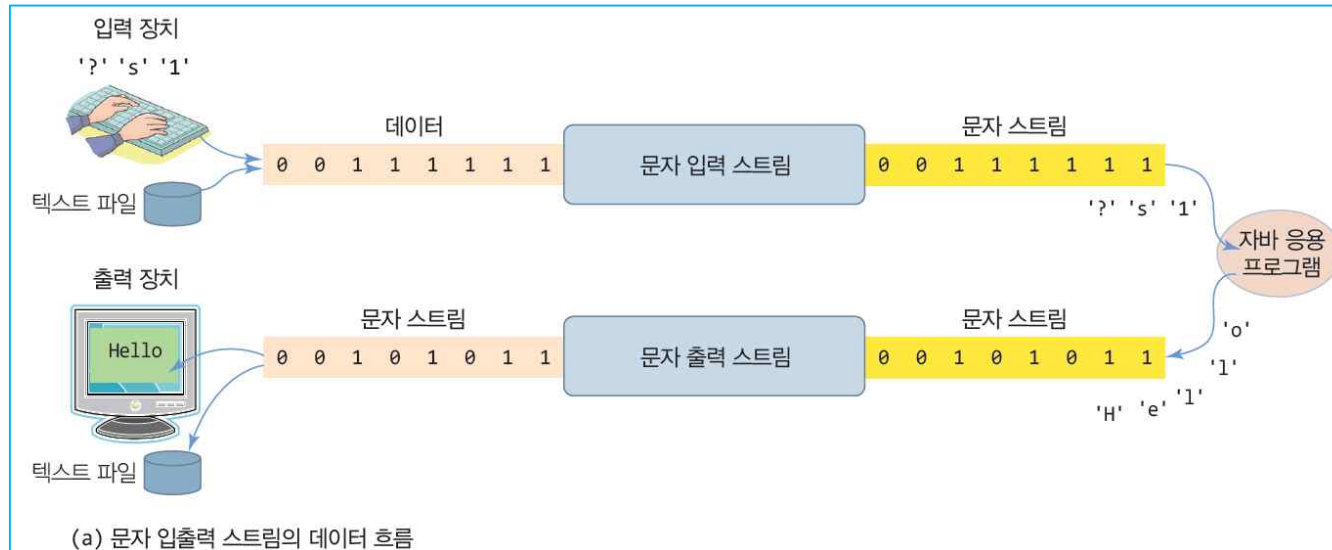 입력 장치
'?' 's' '1'
데이터
문자 스트림
0 0 1 1 1 1 1 1
문자 입력 스트림
0 0 1 1 1 1 1 1
텍스트 파일
'?' 's' '1'
자바 응용
프로그램
출력 장치
문자 스트림
문자 스트림
Hello
0 0 1 0 1 0 1 1
문자 출력 스트림
0 0 1 0 1 0 1 1
'o'
'l'
'l'
'e'
'H'
텍스트 파일
(a) 문자 입출력 스트림의 데이터 흐름